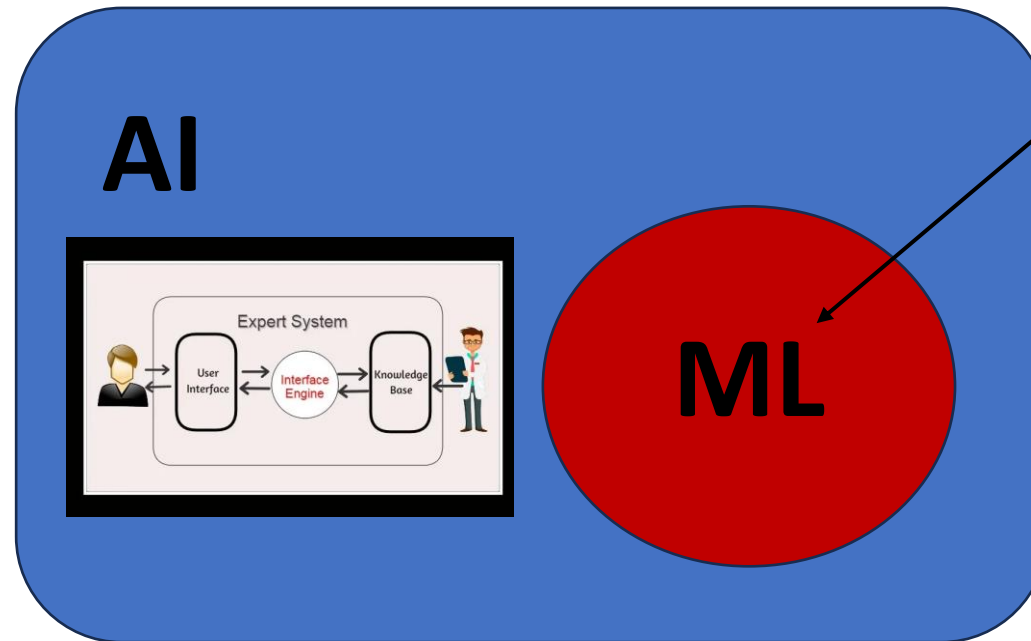 AI
Expert System
User
Interface
Interface
Engine
Knowledge
Base
ML